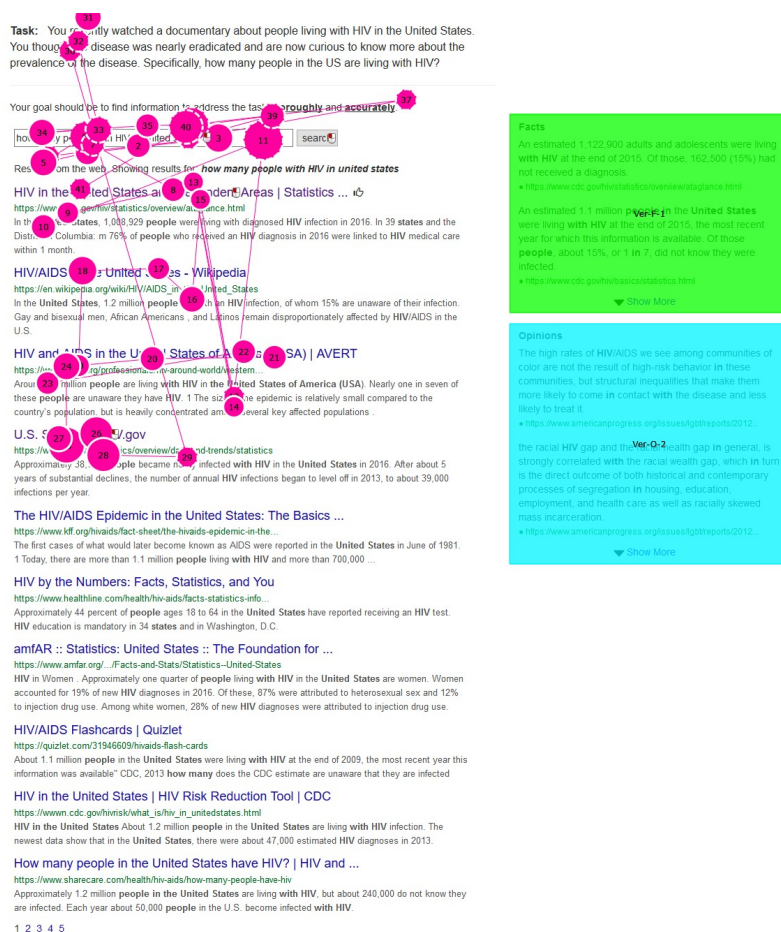 Task: You recently watched a documentary about people living with HIV in the United States.
You thought disease was nearly eradicated and are now curious to know more about the
prevalence of the disease. Specifically, how many people in the US are living with HIV?
Your goal should be to find information to address the task thoroughly and accurately
how searc
from the web. Showing results for how many people with HIV in united states
HIV in the United States Areas | Statistics ...
In States, 1,008,929 people were living with diagnosed HIV infection in 2016. In 39 states and the
Columbia: m 76% of people who received an HIV diagnosis in 2016 were linked to HIV medical care
within 1 month.
HIV/AIDS United States - Wikipedia
https://en.wikipedia.org/wiki/HIV/AIDS_in_United_States
In the United States, 1.2 million people an HIV infection, of whom 15% are unaware of their infection.
Gay and bisexual men, African Americans , and Latinos remain disproportionately affected by HIV/AIDS in the
U.S.
HIV and AIDS in the United States of SA) | AVERT
million people are living with HIV in the United States of America (USA). Nearly one in seven of
these people are unaware they have HIV. 1 The epidemic is relatively small compared to the
country's population, but is heavily concentrated several key affected populations .
U.S. .gov
Approximately 38, people became infected with HIV in the United States in 2016. After about 5
years of substantial declines, the number of annual HIV infections began to level off in 2013, to about 39,000
infections per year.
The HIV/AIDS Epidemic in the United States: The Basics ...
https://www.kff.org/hivaids/fact-sheet/the-hivaids-epidemic-in-the...
The first cases of what would later become known as AIDS were reported in the United States in June of 1981.
1 Today, there are more than 1.1 million people living with HIV and more than 700,000 ...
HIV by the Numbers: Facts, Statistics, and You
https://www.healthline.com/health/hiv-aids/facts-statistics-info...
Approximately 44 percent of people ages 18 to 64 in the United States have reported receiving an HIV test.
HIV education is mandatory in 34 states and in Washington, D.C.
amfAR :: Statistics: United States :: The Foundation for ...
https://www.amfar.org/.../Facts-and-Stats/Statistics--United-States
HIV in Women . Approximately one quarter of people living with HIV in the United States are women. Women
accounted for 19% of new HIV diagnoses in 2016. Of these, 87% were attributed to heterosexual sex and 12%
to injection drug use. Among white women, 28% of new HIV diagnoses were attributed to injection drug use.
HIV/AIDS Flashcards | Quizlet
https://quizlet.com/31946609/hivaids-flash-cards
About 1.1 million people in the United States were living with HIV at the end of 2009, the most recent year this
information was available" CDC, 2013 how many does the CDC estimate are unaware that they are infected
HIV in the United States | HIV Risk Reduction Tool | CDC
https://wwwn.cdc.gov/hivrisk/what_is/hiv_in_unitedstates.html
HIV in the United States About 1.2 million people in the United States are living with HIV infection. The
newest data show that in the United States, there were about 47,000 estimated HIV diagnoses in 2013.
How many people in the United States have HIV? | HIV and ...
https://www.sharecare.com/health/hiv-aids/how-many-people-have-hiv
Approximately 1.2 million people in the United States are living with HIV, but about 240,000 do not know they
are infected. Each year about 50,000 people in the U.S. become infected with HIV.
1 2 3 4 5
Facts
An estimated 1,122,900 adults and adolescents were living
with HIV at the end of 2015. Of those, 162,500 (15%) had
not received a diagnosis.
https://www.cdc.gov/hiv/statistics/overview/ataglance.html
An estimated 1.1 million people in the United States
were living with HIV at the end of 2015, the most recent
year for which this information is available. Of those
people, about 15%, or 1 in 7, did not know they were
infected.
https://www.cdc.gov/hiv/basics/statistics.html
Ver-F-1
Show More
Opinions
The high rates of HIV/AIDS we see among communities of
color are not the result of high-risk behavior in these
communities, but structural inequalities that make them
more likely to come in contact with the disease and less
likely to treat it.
https://www.americanprogress.org/issues/lgbt/reports/2012...
Ver-O-2
the racial HIV gap and the racial health gap in general, is
strongly correlated with the racial wealth gap, which in turn
is the direct outcome of both historical and contemporary
processes of segregation in housing, education,
employment, and health care as well as racially skewed
mass incarceration.
https://www.americanprogress.org/issues/lgbt/reports/2012...
Show More
31
32
37
39
40
35
34
33
11
3
2
7
5
13
8
41
15
9
10
17
18
16
22
21
20
24
23
14
26
27
28
29